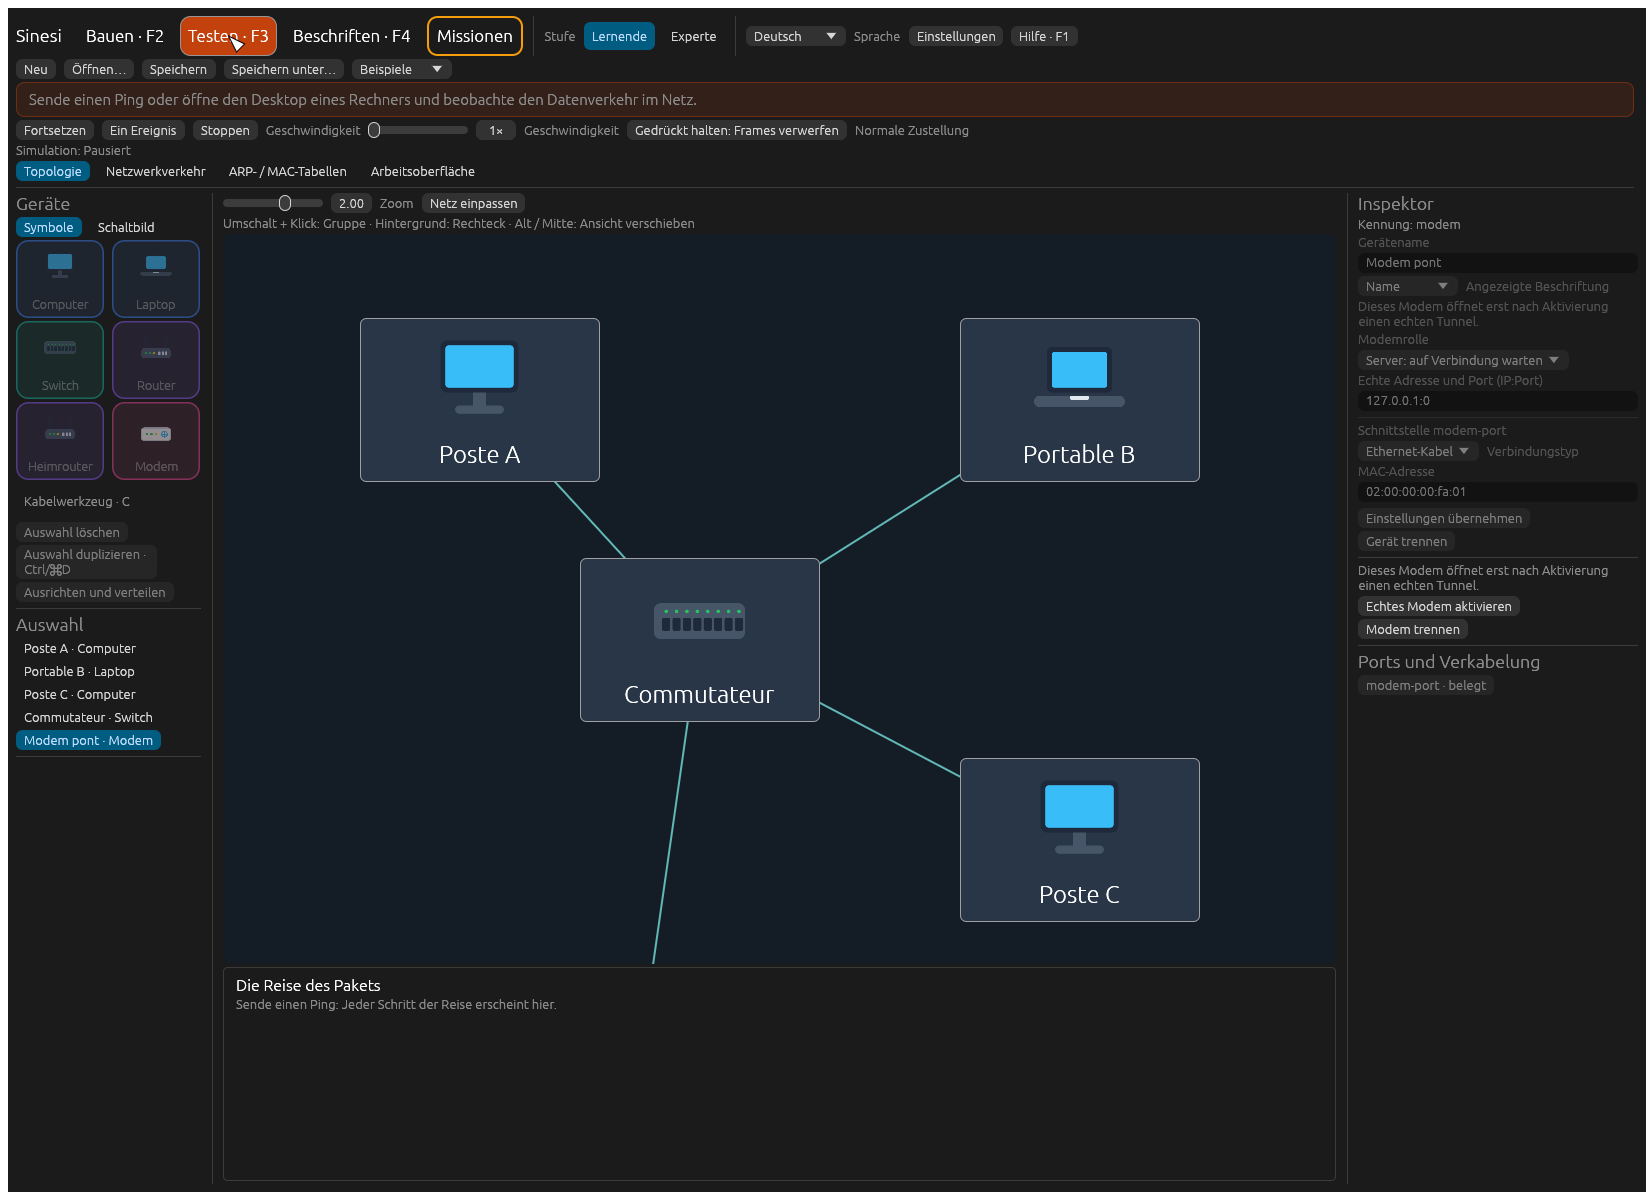 Sinesi Bauen · F2 Testen · F3 Beschriften · F4 Missionen Stufe Lernende Experte Deutsch Sprache Einstellungen Hilfe · F1
Neu Öffnen… Speichern Speichern unter… Beispiele
Sende einen Ping oder öffne den Desktop eines Rechners und beobachte den Datenverkehr im Netz.
Fortsetzen Ein Ereignis Stoppen Geschwindigkeit 1× Geschwindigkeit Gedrückt halten: Frames verwerfen Normale Zustellung
Simulation: Pausiert
Topologie Netzwerkverkehr ARP- / MAC-Tabellen Arbeitsoberfläche
Geräte
Symbole Schaltbild
Computer Laptop
Switch Router
Heimrouter Modem
Kabelwerkzeug · C
Auswahl löschen
Auswahl duplizieren ·
Ctrl/⌘D
Ausrichten und verteilen
Auswahl
Poste A · Computer
Portable B · Laptop
Poste C · Computer
Commutateur · Switch
Modem pont · Modem
2.00 Zoom Netz einpassen
Umschalt + Klick: Gruppe · Hintergrund: Rechteck · Alt / Mitte: Ansicht verschieben
Poste A
Portable B
Commutateur
Poste C
Die Reise des Pakets
Sende einen Ping: Jeder Schritt der Reise erscheint hier.
Inspektor
Kennung: modem
Gerätename
Modem pont
Name Angezeigte Beschriftung
Dieses Modem öffnet erst nach Aktivierung
einen echten Tunnel.
Modemrolle
Server: auf Verbindung warten
Echte Adresse und Port (IP:Port)
127.0.0.1:0
Schnittstelle modem-port
Ethernet-Kabel Verbindungstyp
MAC-Adresse
02:00:00:00:fa:01
Einstellungen übernehmen
Gerät trennen
Dieses Modem öffnet erst nach Aktivierung
einen echten Tunnel.
Echtes Modem aktivieren
Modem trennen
Ports und Verkabelung
modem-port · belegt